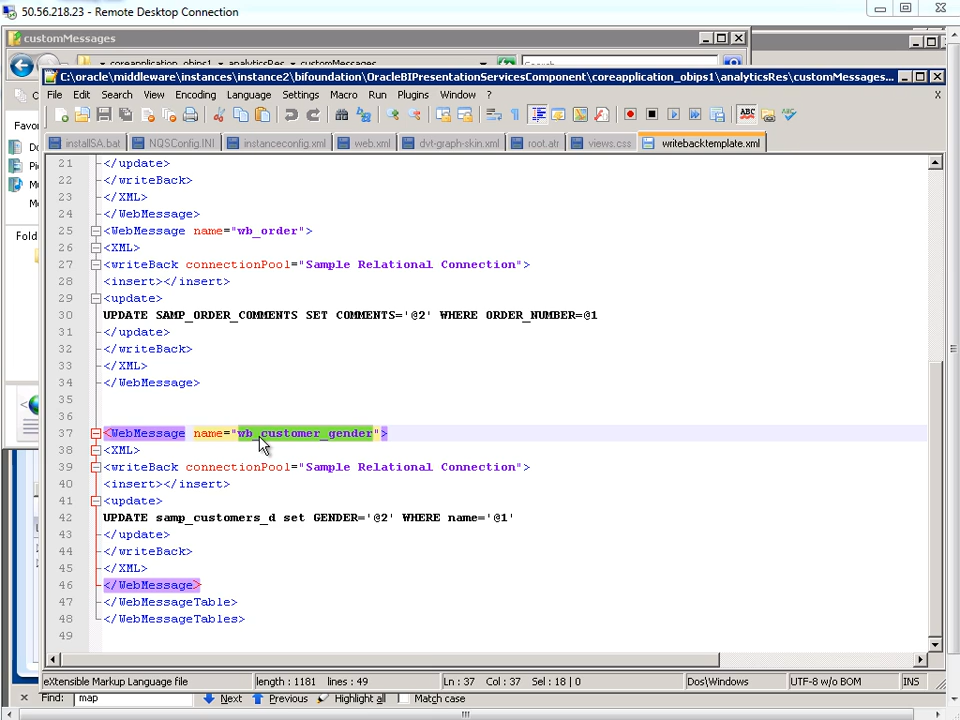 50.56.218.23 - Remote Desktop Connection
customMessages
coreapplication_obips1 ▸ analyticsRes ▸ customMessages
C:\oracle\middleware\instances\instance2\bifoundation\OracleBIPresentationServicesComponent\coreapplication_obips1\analyticsRes\customMessages...
File Edit Search View Encoding Language Settings Macro Run Plugins Window ? X
installSA.bat NQSConfig.INI instanceconfig.xml web.xml dvt-graph-skin.xml root.atr views.css writebacktemplate.xml
Favor
Fold
21 </update>
22 </writeBack>
23 </XML>
24 </WebMessage>
25 <WebMessage name="wb_order">
26 <XML>
27 <writeBack connectionPool="Sample Relational Connection">
28 <insert></insert>
29 <update>
30 UPDATE SAMP_ORDER_COMMENTS SET COMMENTS='@2' WHERE ORDER_NUMBER=@1
31 </update>
32 </writeBack>
33 </XML>
34 </WebMessage>
35
36
37 <WebMessage name="wb_customer_gender">
38 <XML>
39 <writeBack connectionPool="Sample Relational Connection">
40 <insert></insert>
41 <update>
42 UPDATE samp_customers_d set GENDER='@2' WHERE name='@1'
43 </update>
44 </writeBack>
45 </XML>
46 </WebMessage>
47 </WebMessageTable>
48 </WebMessageTables>
49
eXtensible Markup Language file length : 1181 lines : 49 Ln : 37 Col : 37 Sel : 18 | 0 Dos\Windows UTF-8 w/o BOM INS
Find: map Next Previous Highlight all Match case